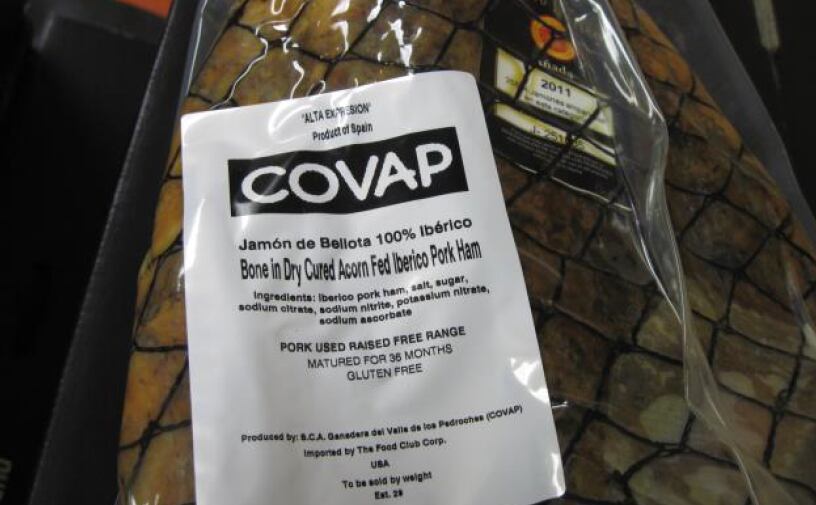 'ALTA EXPRESION'
Product of Spain
COVAP
Jamón de Bellota 100% Ibérico
Bone in Dry Cured Acorn Fed Iberico Pork Ham
Ingredients: Iberico pork ham, salt, sugar,
sodium citrate, sodium nitrite, potassium nitrate,
sodium ascorbate
PORK USED RAISED FREE RANGE
MATURED FOR 36 MONTHS
GLUTEN FREE
Produced by: S.C.A. Ganadera del Valle de los Pedroches (COVAP)
Imported by The Food Club Corp.
USA
To be sold by weight
Est. 29
2011